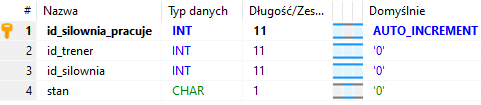 # Nazwa Typ danych Długość/Zes... Domyślnie
1 id_silownia_pracuje INT 11 AUTO_INCREMENT
2 id_trener INT 11 '0'
3 id_silownia INT 11 '0'
4 stan CHAR 1 '0'